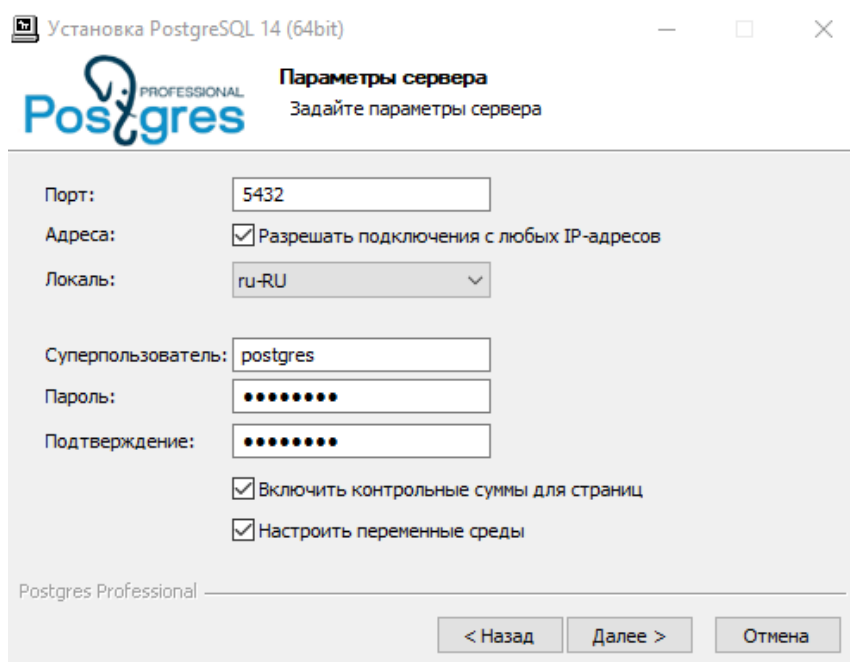 Установка PostgreSQL 14 (64bit)
PROFESSIONAL
Postgres
Параметры сервера
Задайте параметры сервера
Порт: 5432
Адреса: Разрешать подключения с любых IP-адресов
Локаль: ru-RU
Суперпользователь: postgres
Пароль: ●●●●●●●●
Подтверждение: ●●●●●●●●
Включить контрольные суммы для страниц
Настроить переменные среды
Postgres Professional
< Назад Далее > Отмена